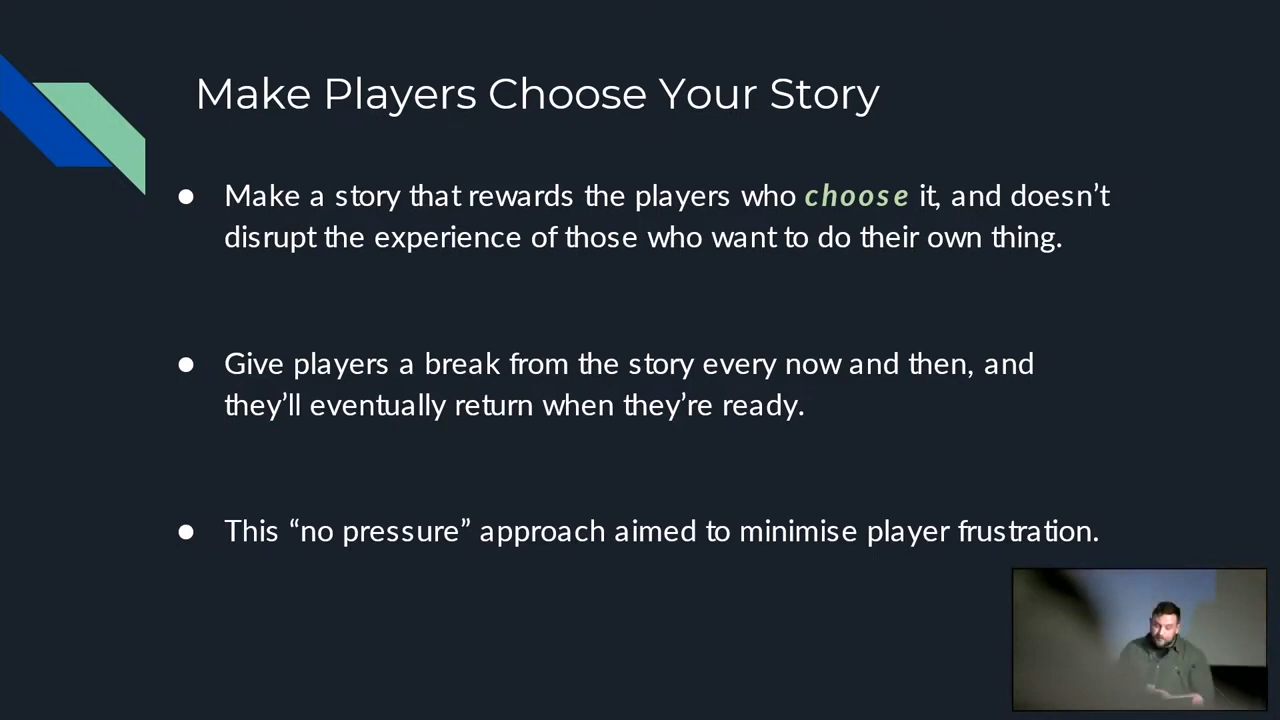 Make Players Choose Your Story
● Make a story that rewards the players who choose it, and doesn’t
disrupt the experience of those who want to do their own thing.
● Give players a break from the story every now and then, and
they’ll eventually return when they’re ready.
● This “no pressure” approach aimed to minimise player frustration.